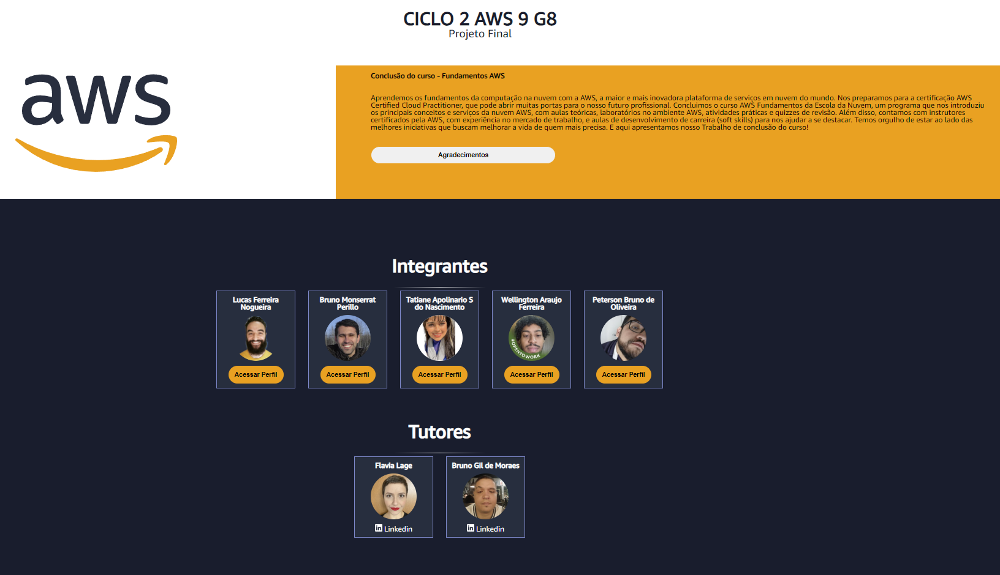 CICLO 2 AWS 9 G8
Projeto Final
aws
Conclusão do curso - Fundamentos AWS
Aprendemos os fundamentos da computação na nuvem com a AWS, a maior e mais inovadora plataforma de serviços em nuvem do mundo. Nos preparamos para a certificação AWS
Certified Cloud Practitioner, que pode abrir muitas portas para o nosso futuro profissional. Concluimos o curso AWS Fundamentos da Escola da Nuvem, um programa que nos introduziu
os principais conceitos e serviços da nuvem AWS, com aulas teóricas, laboratórios no ambiente AWS, atividades práticas e quizzes de revisão. Além disso, contamos com instrutores
certificados pela AWS, com experiência no mercado de trabalho, e aulas de desenvolvimento de carreira (soft skills) para nos ajudar a se destacar. Temos orgulho de estar ao lado das
melhores iniciativas que buscam melhorar a vida de quem mais precisa. E aqui apresentamos nosso Trabalho de conclusão do curso!
Agradecimentos
Integrantes
Lucas Ferreira
Nogueira
Acessar Perfil
Bruno Monserrat
Perillo
Acessar Perfil
Tatiane Apolinario S
do Nascimento
Acessar Perfil
Wellington Araujo
Ferreira
#OPENTOWORK
Acessar Perfil
Peterson Bruno de
Oliveira
Acessar Perfil
Tutores
Flavia Lage
in Linkedin
Bruno Gil de Moraes
in Linkedin